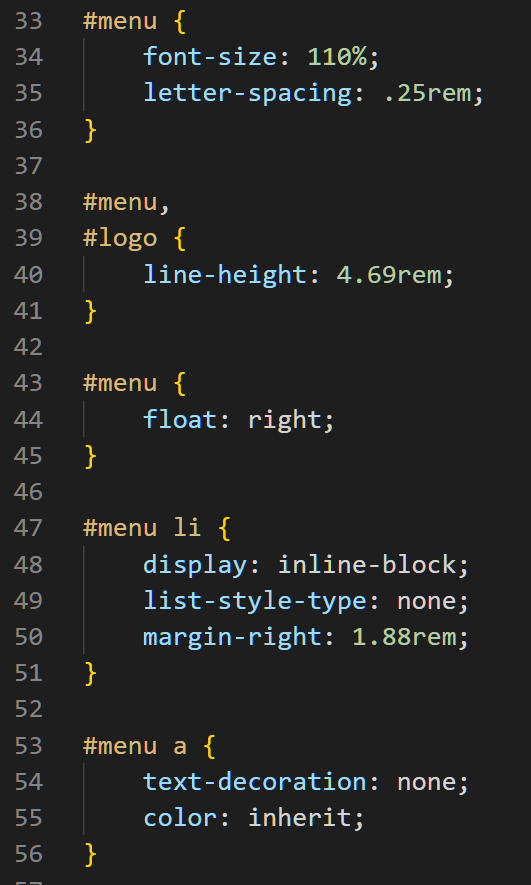 33 #menu {
34     font-size: 110%;
35     letter-spacing: .25rem;
36 }
37
38 #menu,
39 #logo {
40     line-height: 4.69rem;
41 }
42
43 #menu {
44     float: right;
45 }
46
47 #menu li {
48     display: inline-block;
49     list-style-type: none;
50     margin-right: 1.88rem;
51 }
52
53 #menu a {
54     text-decoration: none;
55     color: inherit;
56 }